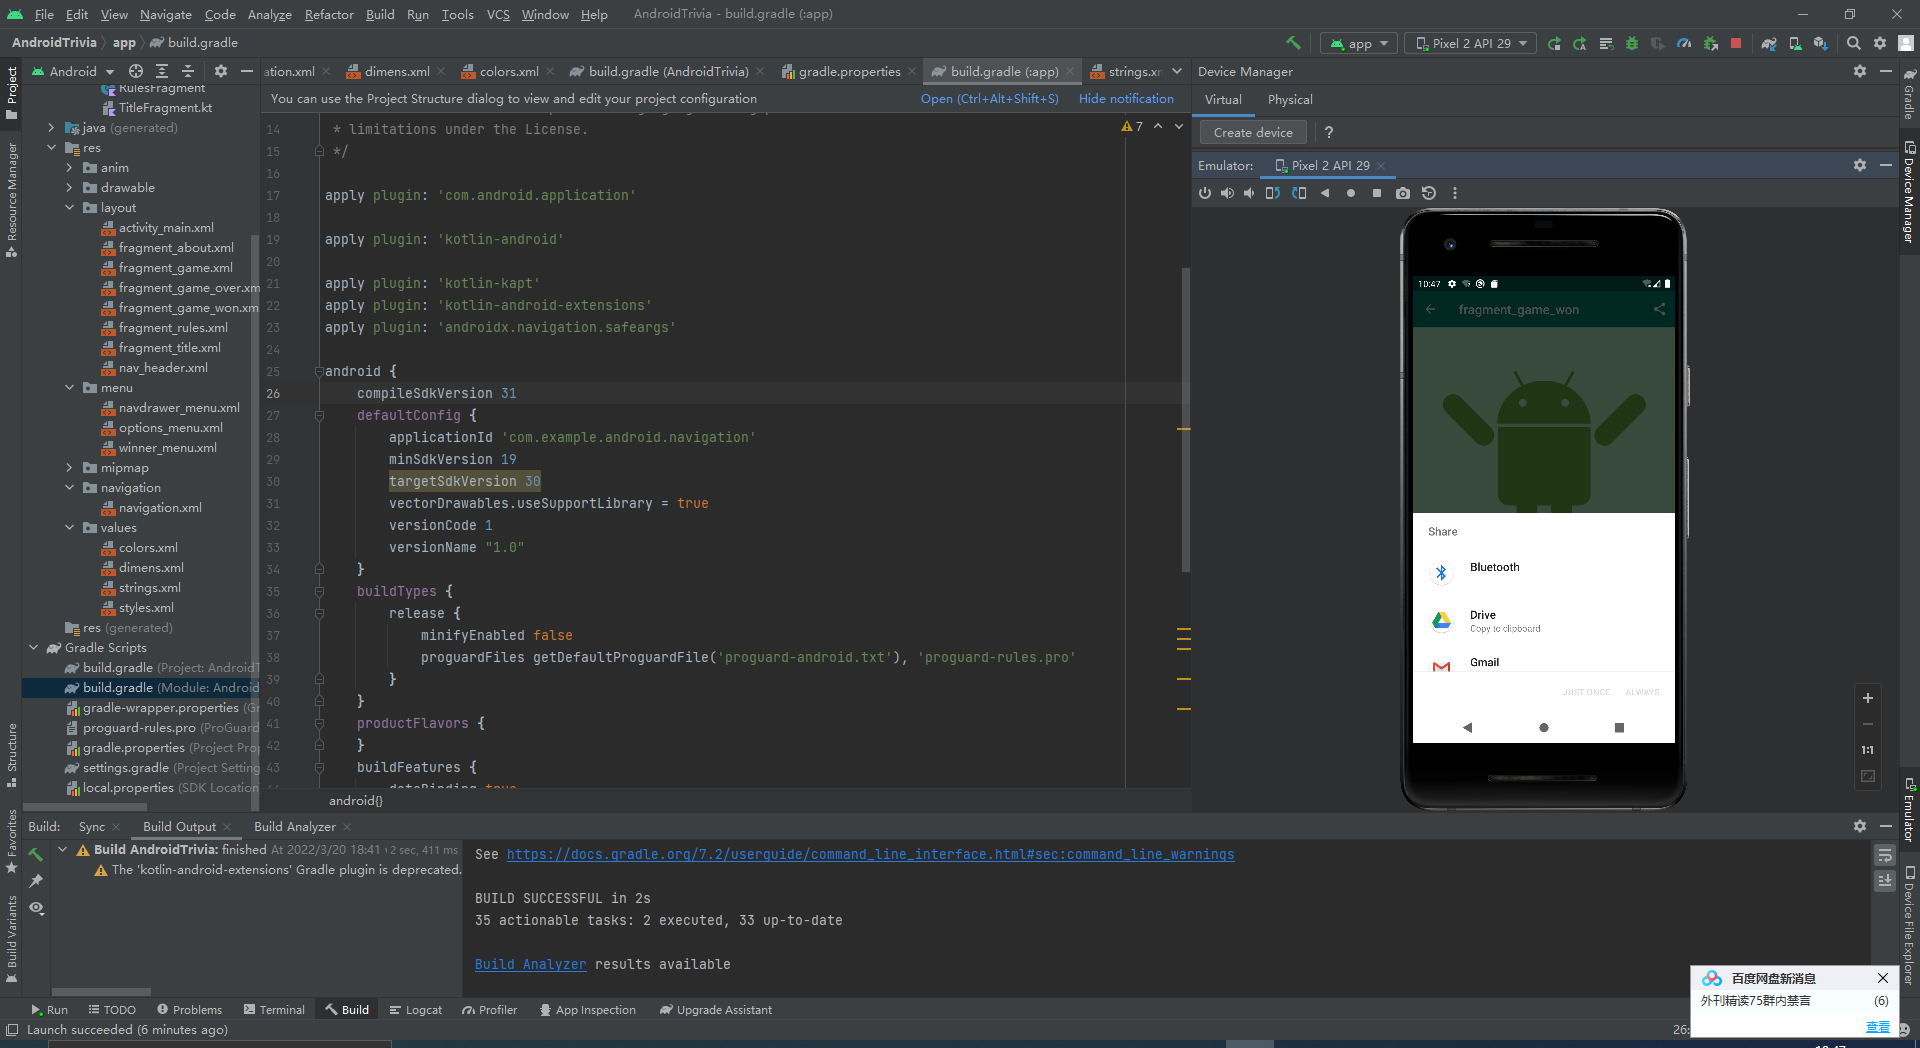 File Edit View Navigate Code Analyze Refactor Build Run Tools VCS Window Help AndroidTrivia - build.gradle (:app)
AndroidTrivia app build.gradle
app Pixel 2 API 29
Project
Resource Manager
Structure
Favorites
Build Variants
Android
RulesFragment
TitleFragment.kt
java (generated)
res
anim
drawable
layout
activity_main.xml
fragment_about.xml
fragment_game.xml
fragment_game_over.xm
fragment_game_won.xm
fragment_rules.xml
fragment_title.xml
nav_header.xml
menu
navdrawer_menu.xml
options_menu.xml
winner_menu.xml
mipmap
navigation
navigation.xml
values
colors.xml
dimens.xml
strings.xml
styles.xml
res (generated)
Gradle Scripts
build.gradle (Project: AndroidT
build.gradle (Module: Android
gradle-wrapper.properties (Gr
proguard-rules.pro (ProGuard
gradle.properties (Project Prop
settings.gradle (Project Setting
local.properties (SDK Location
ation.xml dimens.xml colors.xml build.gradle (AndroidTrivia) gradle.properties build.gradle (:app) strings.xm
You can use the Project Structure dialog to view and edit your project configuration Open (Ctrl+Alt+Shift+S) Hide notification
7
14 * limitations under the License.
15 */
16
17 apply plugin: 'com.android.application'
18
19 apply plugin: 'kotlin-android'
20
21 apply plugin: 'kotlin-kapt'
22 apply plugin: 'kotlin-android-extensions'
23 apply plugin: 'androidx.navigation.safeargs'
24
25 android {
26 compileSdkVersion 31
27 defaultConfig {
28 applicationId 'com.example.android.navigation'
29 minSdkVersion 19
30 targetSdkVersion 30
31 vectorDrawables.useSupportLibrary = true
32 versionCode 1
33 versionName "1.0"
34 }
35 buildTypes {
36 release {
37 minifyEnabled false
38 proguardFiles getDefaultProguardFile('proguard-android.txt'), 'proguard-rules.pro'
39 }
40 }
41 productFlavors {
42 }
43 buildFeatures {
dataBinding true
android{}
Device Manager
Virtual Physical
Create device ?
Emulator: Pixel 2 API 29
10:47
fragment_game_won
Share
Bluetooth
Drive
Copy to clipboard
Gmail
JUST ONCE ALWAYS
1:1
Gradle
Device Manager
Emulator
Device File Explorer
Build: Sync Build Output Build Analyzer
Build AndroidTrivia: finished At 2022/3/20 18:41 2 sec, 411 ms
The 'kotlin-android-extensions' Gradle plugin is deprecated.
See https://docs.gradle.org/7.2/userguide/command_line_interface.html#sec:command_line_warnings
BUILD SUCCESSFUL in 2s
35 actionable tasks: 2 executed, 33 up-to-date
Build Analyzer results available
百度网盘新消息
外刊精读75群内禁言 (6)
查看
Run TODO Problems Terminal Build Logcat Profiler App Inspection Upgrade Assistant
Launch succeeded (6 minutes ago) 26: